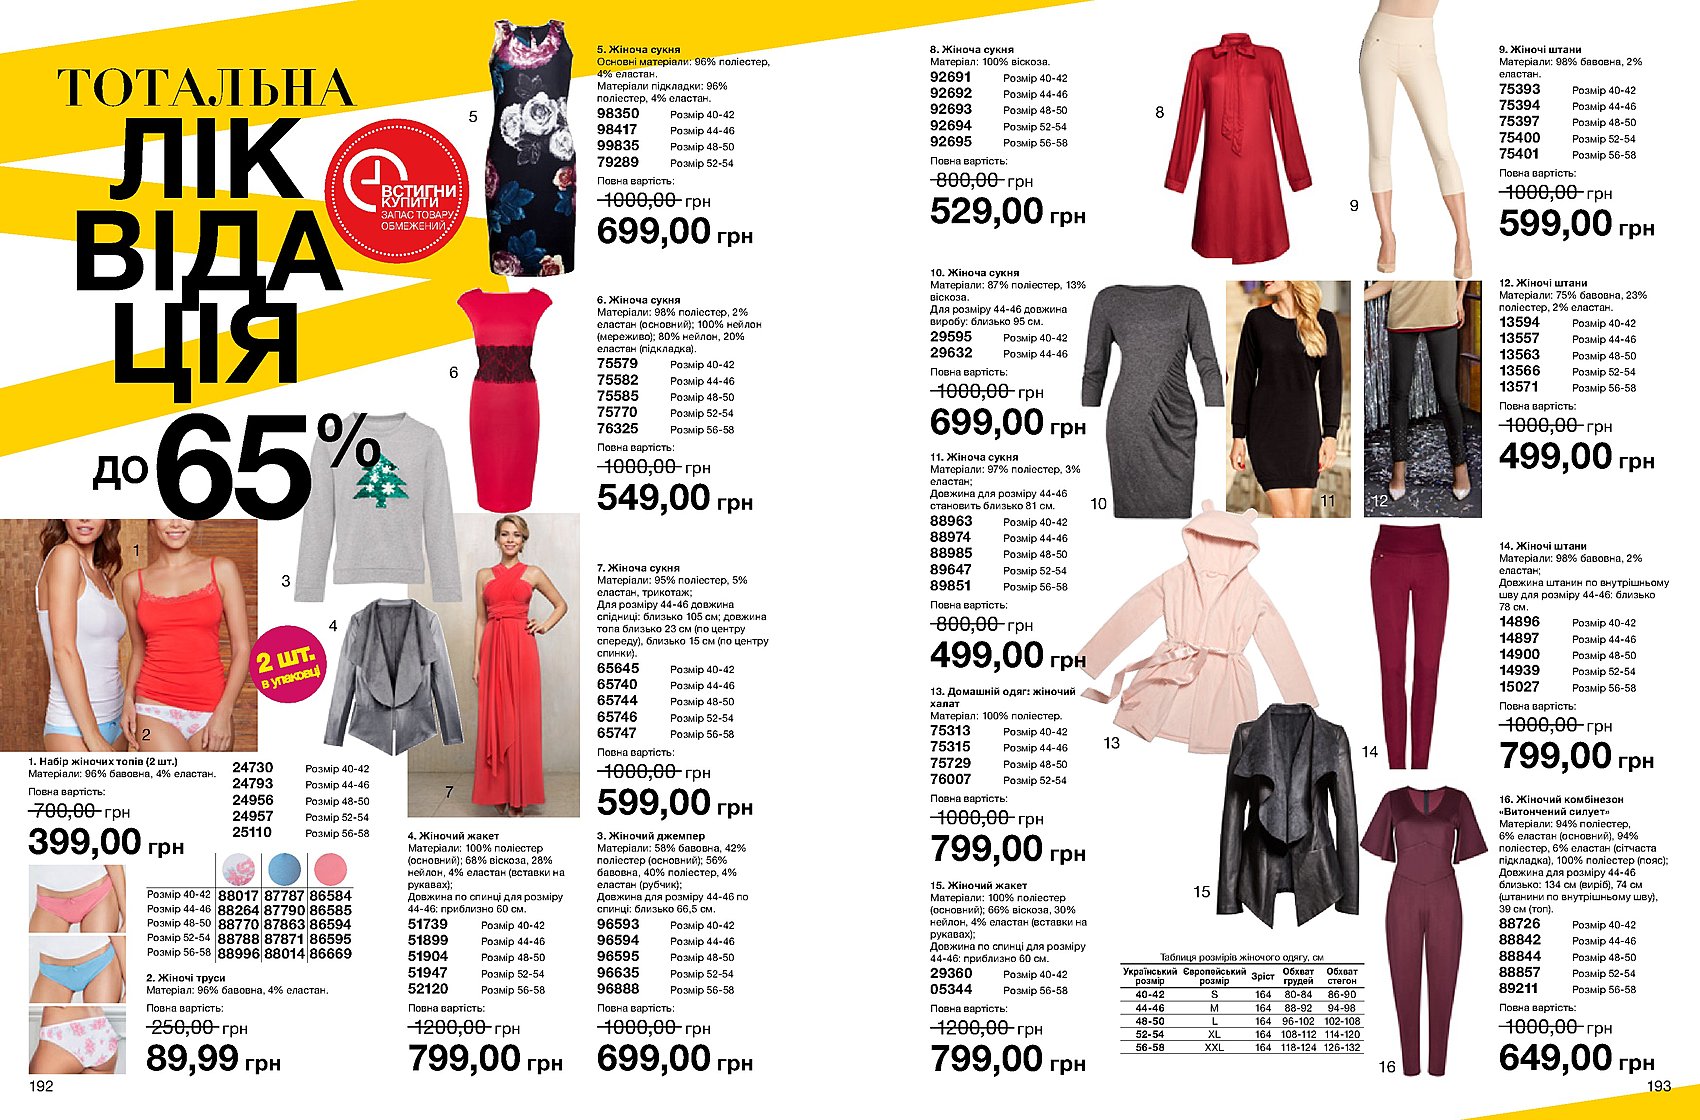 ТОТАЛЬНА
ЛІК
ВІДА
ЦІЯ
ДО 65%
ВСТИГНИ
КУПИТИ
ЗАПАС ТОВАРУ
ОБМЕЖЕНИЙ
1
2
3
4
2 шт.
в упаковці
1. Набір жіночих топів (2 шт.)
Матеріали: 96% бавовна, 4% еластан.
Повна вартість:
700,00 грн
399,00 грн
24730 Розмір 40-42
24793 Розмір 44-46
24956 Розмір 48-50
24957 Розмір 52-54
25110 Розмір 56-58
Розмір 40-42 88017 87787 86584
Розмір 44-46 88264 87790 86585
Розмір 48-50 88770 87863 86594
Розмір 52-54 88788 87871 86595
Розмір 56-58 88996 88014 86669
2. Жіночі труси
Матеріал: 96% бавовна, 4% еластан.
Повна вартість:
250,00 грн
89,99 грн
192
5
6
7
4. Жіночий жакет
Матеріали: 100% поліестер
(основний); 68% віскоза, 28%
нейлон, 4% еластан (вставки на
рукавах);
Довжина по спинці для розміру
44-46: приблизно 60 см.
51739 Розмір 40-42
51899 Розмір 44-46
51904 Розмір 48-50
51947 Розмір 52-54
52120 Розмір 56-58
Повна вартість:
1200,00 грн
799,00 грн
5. Жіноча сукня
Основні матеріали: 96% поліестер,
4% еластан.
Матеріали підкладки: 96%
поліестер, 4% еластан.
98350 Розмір 40-42
98417 Розмір 44-46
99835 Розмір 48-50
79289 Розмір 52-54
Повна вартість:
1000,00 грн
699,00 грн
6. Жіноча сукня
Матеріали: 98% поліестер, 2%
еластан (основний); 100% нейлон
(мереживо); 80% нейлон, 20%
еластан (підкладка).
75579 Розмір 40-42
75582 Розмір 44-46
75585 Розмір 48-50
75770 Розмір 52-54
76325 Розмір 56-58
Повна вартість:
1000,00 грн
549,00 грн
7. Жіноча сукня
Матеріали: 95% поліестер, 5%
еластан, трикотаж;
Для розміру 44-46 довжина
спідниці: близько 105 см; довжина
топа близько 23 см (по центру
спереду), близько 15 см (по центру
спинки).
65645 Розмір 40-42
65740 Розмір 44-46
65744 Розмір 48-50
65746 Розмір 52-54
65747 Розмір 56-58
Повна вартість:
1000,00 грн
599,00 грн
3. Жіночий джемпер
Матеріали: 58% бавовна, 42%
поліестер (основний); 56%
бавовна, 40% поліестер, 4%
еластан (рубчик);
Довжина для розміру 44-46 по
спинці: близько 66,5 см.
96593 Розмір 40-42
96594 Розмір 44-46
96595 Розмір 48-50
96635 Розмір 52-54
96888 Розмір 56-58
Повна вартість:
1000,00 грн
699,00 грн
8. Жіноча сукня
Матеріал: 100% віскоза.
92691 Розмір 40-42
92692 Розмір 44-46
92693 Розмір 48-50
92694 Розмір 52-54
92695 Розмір 56-58
Повна вартість:
800,00 грн
529,00 грн
10. Жіноча сукня
Матеріали: 87% поліестер, 13%
віскоза.
Для розміру 44-46 довжина
виробу: близько 95 см.
29595 Розмір 40-42
29632 Розмір 44-46
Повна вартість:
1000,00 грн
699,00 грн
11. Жіноча сукня
Матеріали: 97% поліестер, 3%
еластан;
Довжина для розміру 44-46
становить близько 81 см.
88963 Розмір 40-42
88974 Розмір 44-46
88985 Розмір 48-50
89647 Розмір 52-54
89851 Розмір 56-58
Повна вартість:
800,00 грн
499,00 грн
13. Домашній одяг: жіночий
халат
Матеріал: 100% поліестер.
75313 Розмір 40-42
75315 Розмір 44-46
75729 Розмір 48-50
76007 Розмір 52-54
Повна вартість:
1000,00 грн
799,00 грн
15. Жіночий жакет
Матеріали: 100% поліестер
(основний); 66% віскоза, 30%
нейлон, 4% еластан (вставки на
рукавах);
Довжина по спинці для розміру
44-46: приблизно 60 см.
29360 Розмір 40-42
05344 Розмір 56-58
Повна вартість:
1200,00 грн
799,00 грн
8
9
10
11
12
13
14
15
16
Таблиця розмірів жіночого одягу, см
Український розмір Європейський розмір Зріст Обхват грудей Обхват стегон
40-42 S 164 80-84 86-90
44-46 M 164 88-92 94-98
48-50 L 164 96-102 102-108
52-54 XL 164 108-112 114-120
56-58 XXL 164 118-124 126-132
9. Жіночі штани
Матеріали: 98% бавовна, 2%
еластан.
75393 Розмір 40-42
75394 Розмір 44-46
75397 Розмір 48-50
75400 Розмір 52-54
75401 Розмір 56-58
Повна вартість:
1000,00 грн
599,00 грн
12. Жіночі штани
Матеріали: 75% бавовна, 23%
поліестер, 2% еластан.
13594 Розмір 40-42
13557 Розмір 44-46
13563 Розмір 48-50
13566 Розмір 52-54
13571 Розмір 56-58
Повна вартість:
1000,00 грн
499,00 грн
14. Жіночі штани
Матеріали: 98% бавовна, 2%
еластан;
Довжина штанин по внутрішньому
шву для розміру 44-46: близько
78 см.
14896 Розмір 40-42
14897 Розмір 44-46
14900 Розмір 48-50
14939 Розмір 52-54
15027 Розмір 56-58
Повна вартість:
1000,00 грн
799,00 грн
16. Жіночий комбінезон
«Витончений силует»
Матеріали: 94% поліестер,
6% еластан (основний), 94%
поліестер, 6% еластан (сітчаста
підкладка), 100% поліестер (пояс);
Довжина для розміру 44-46
близько: 134 см (виріб), 74 см
(штанини по внутрішньому шву),
39 см (топ).
88726 Розмір 40-42
88842 Розмір 44-46
88844 Розмір 48-50
88857 Розмір 52-54
89211 Розмір 56-58
Повна вартість:
1000,00 грн
649,00 грн
193